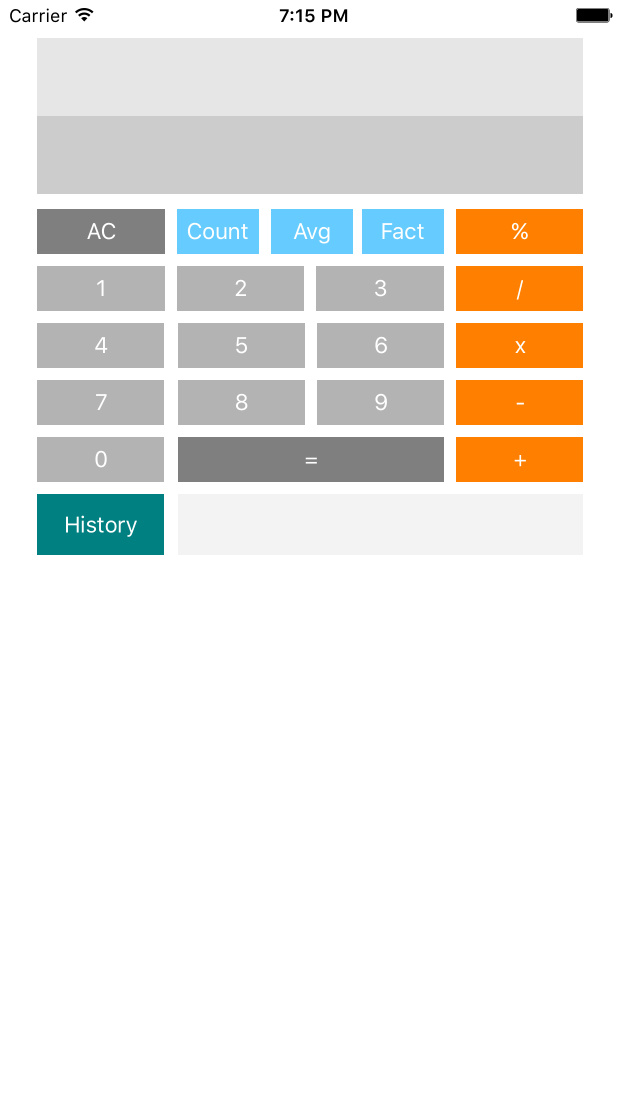 Carrier 7:15 PM
AC Count Avg Fact %
1 2 3 /
4 5 6 x
7 8 9 -
0 = +
History